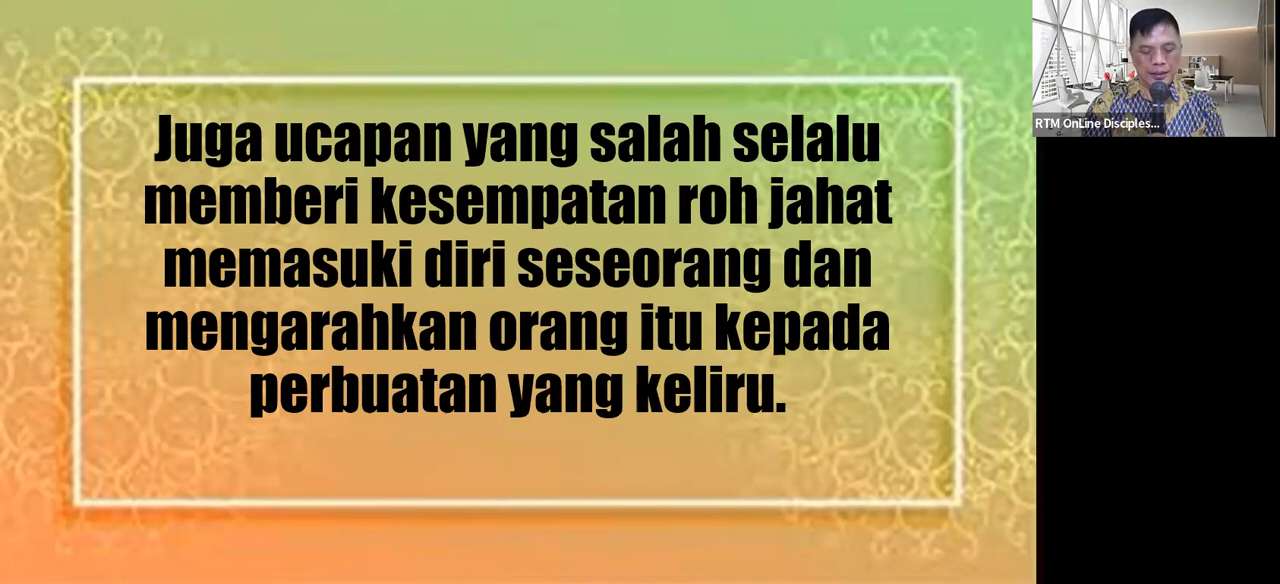 Juga ucapan yang salah selalu
memberi kesempatan roh jahat
memasuki diri seseorang dan
mengarahkan orang itu kepada
perbuatan yang keliru.
RTM OnLine Disciples...